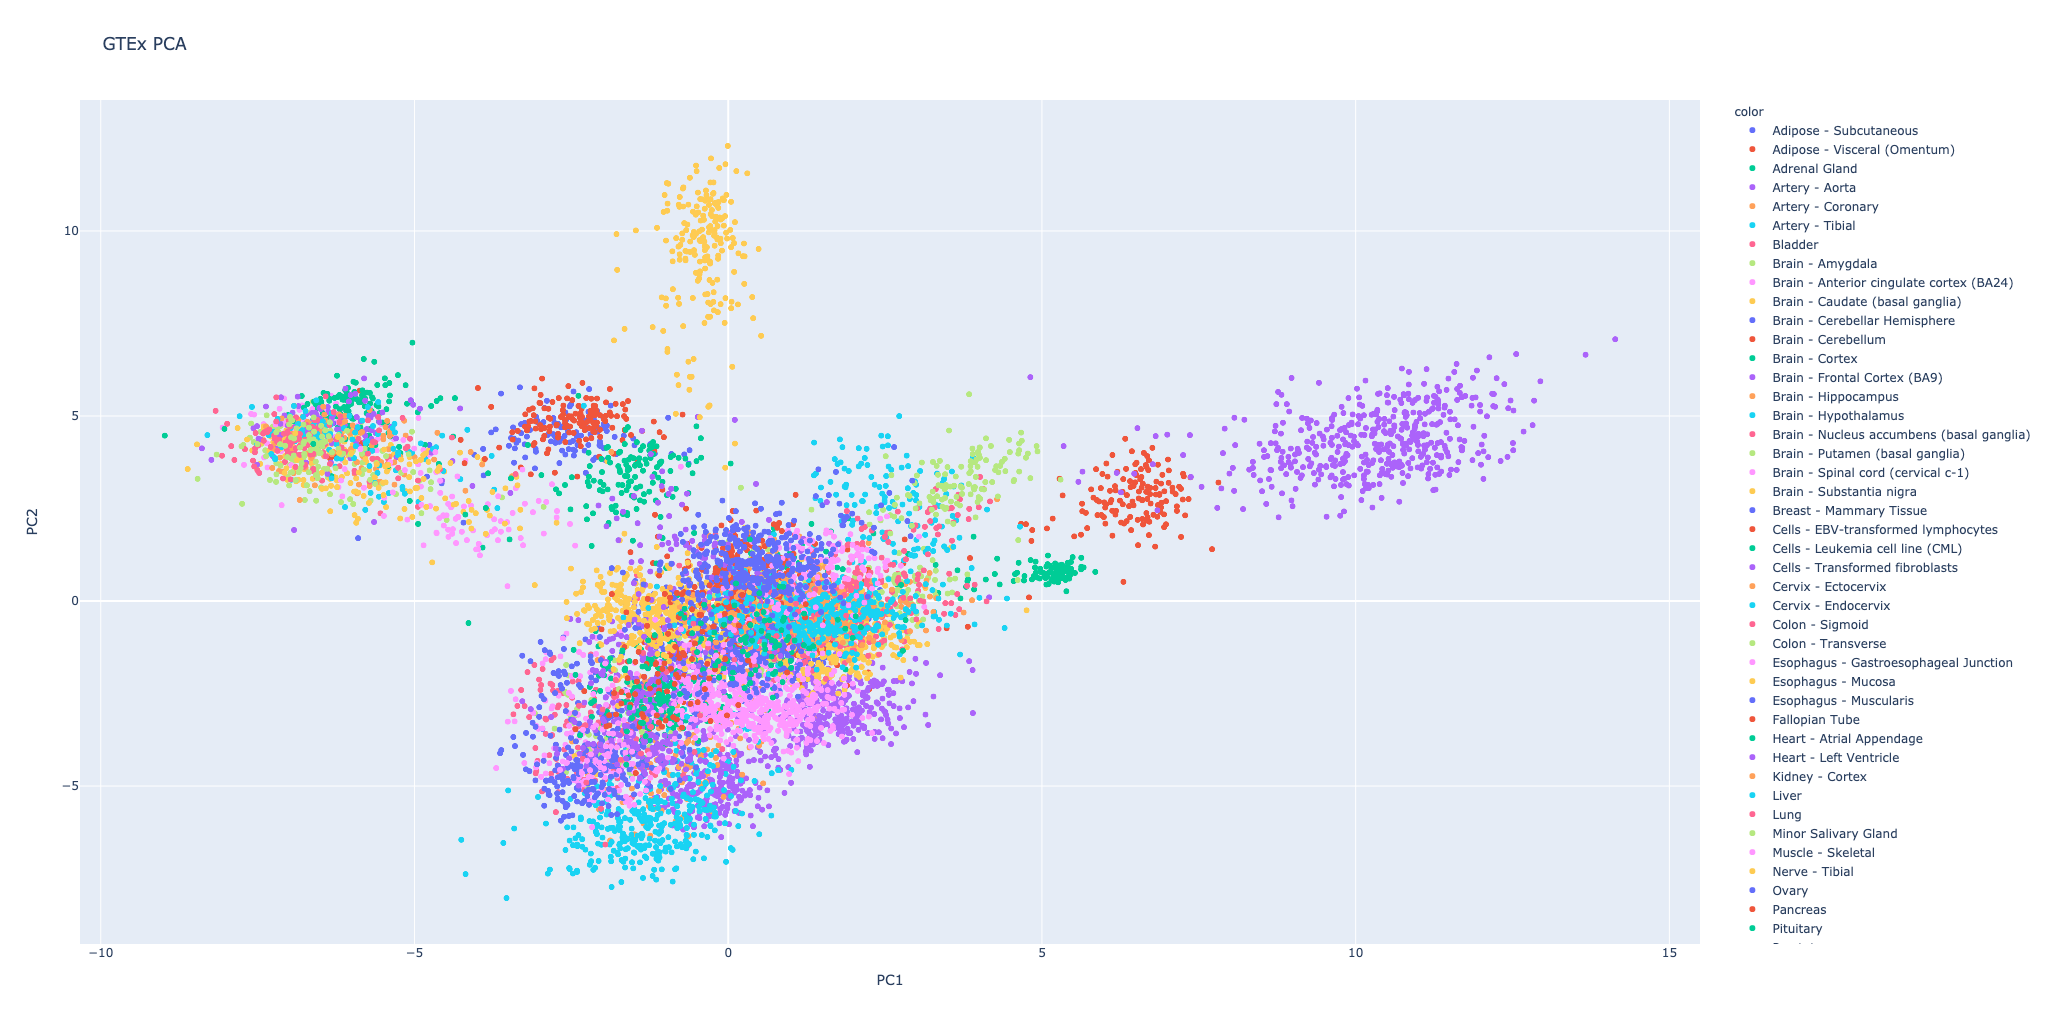 GTEx PCA
color
Adipose - Subcutaneous
Adipose - Visceral (Omentum)
Adrenal Gland
Artery - Aorta
Artery - Coronary
Artery - Tibial
Bladder
Brain - Amygdala
Brain - Anterior cingulate cortex (BA24)
Brain - Caudate (basal ganglia)
Brain - Cerebellar Hemisphere
Brain - Cerebellum
Brain - Cortex
Brain - Frontal Cortex (BA9)
Brain - Hippocampus
Brain - Hypothalamus
Brain - Nucleus accumbens (basal ganglia)
Brain - Putamen (basal ganglia)
Brain - Spinal cord (cervical c-1)
Brain - Substantia nigra
Breast - Mammary Tissue
Cells - EBV-transformed lymphocytes
Cells - Leukemia cell line (CML)
Cells - Transformed fibroblasts
Cervix - Ectocervix
Cervix - Endocervix
Colon - Sigmoid
Colon - Transverse
Esophagus - Gastroesophageal Junction
Esophagus - Mucosa
Esophagus - Muscularis
Fallopian Tube
Heart - Atrial Appendage
Heart - Left Ventricle
Kidney - Cortex
Liver
Lung
Minor Salivary Gland
Muscle - Skeletal
Nerve - Tibial
Ovary
Pancreas
Pituitary
10
5
0
−5
PC2
−10
−5
0
5
10
15
PC1